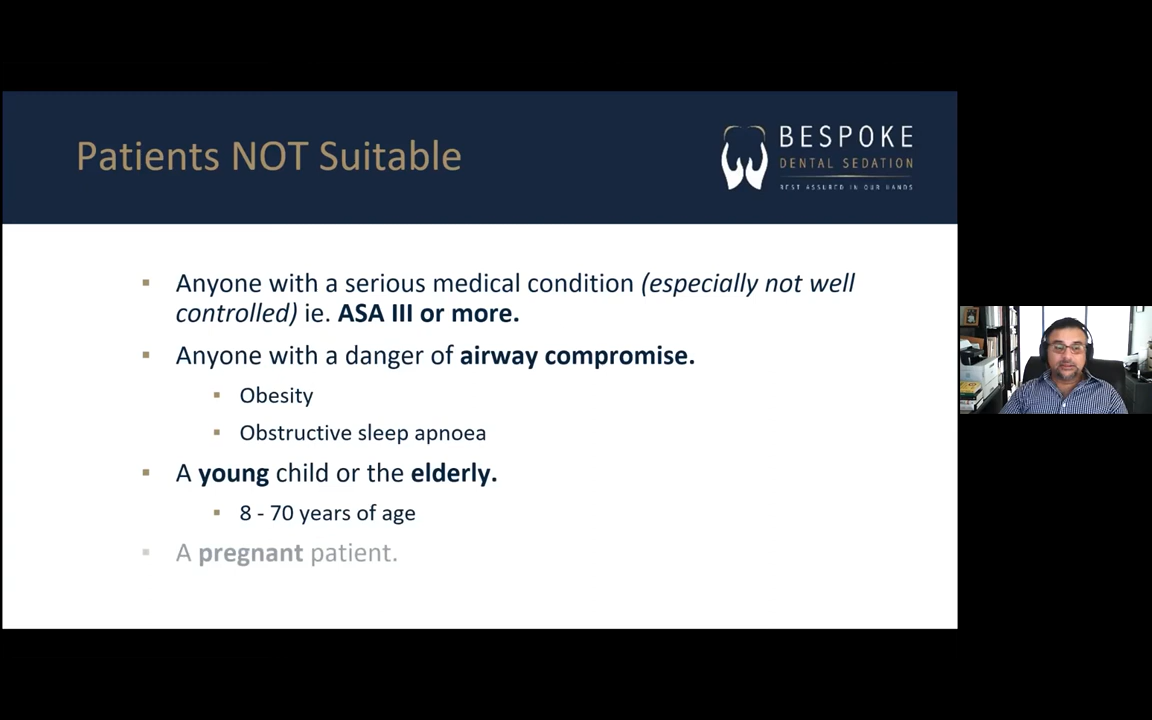 Patients NOT Suitable
BESPOKE
DENTAL SEDATION
REST ASSURED IN OUR HANDS
▪ Anyone with a serious medical condition (especially not well
controlled) ie. ASA III or more.
▪ Anyone with a danger of airway compromise.
▪ Obesity
▪ Obstructive sleep apnoea
▪ A young child or the elderly.
▪ 8 - 70 years of age
▪ A pregnant patient.